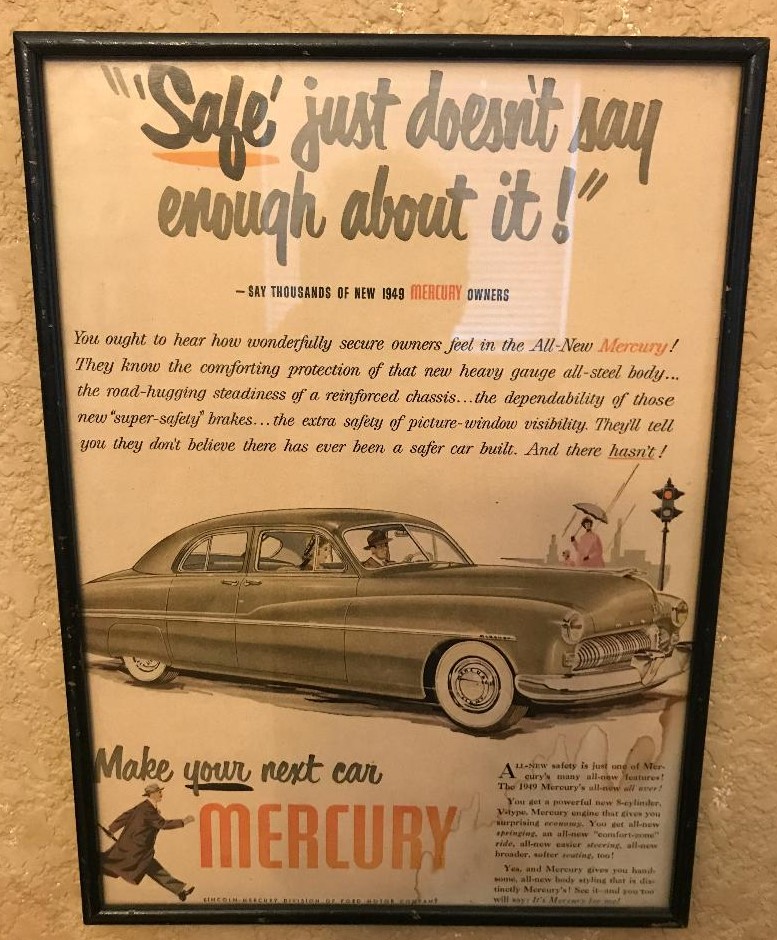 "'Safe' just doesn't say
enough about it!"
– SAY THOUSANDS OF NEW 1949 MERCURY OWNERS
You ought to hear how wonderfully secure owners feel in the All-New Mercury!
They know the comforting protection of that new heavy gauge all-steel body...
the road-hugging steadiness of a reinforced chassis...the dependability of those
new "super-safety" brakes...the extra safety of picture-window visibility. They'll tell
you they don't believe there has ever been a safer car built. And there hasn't!
MERCURY
Make your next car
MERCURY
ALL-NEW safety is just one of Mer-
cury's many all-new features!
The 1949 Mercury's all-new all over!
You get a powerful new 8-cylinder,
V-type, Mercury engine that gives you
surprising economy. You get all-new
springing, an all-new "comfort-zone"
ride, all-new easier steering, all-new
broader, softer seating, too!
Yes, and Mercury gives you hand-
some, all-new body styling that is dis-
tinctly Mercury's! See it—and you too
will say: It's Mercury for me!
LINCOLN-MERCURY DIVISION OF FORD MOTOR COMPANY